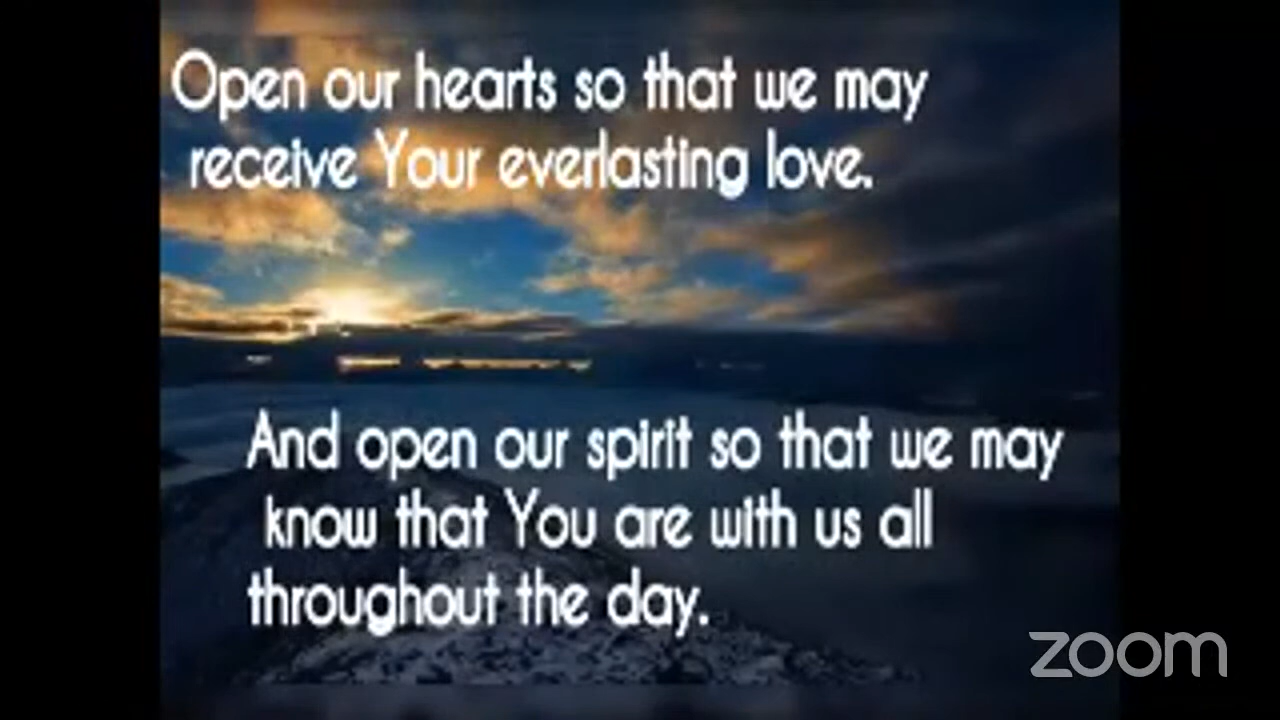 Open our hearts so that we may
receive Your everlasting love.
And open our spirit so that we may
know that You are with us all
throughout the day.
zoom